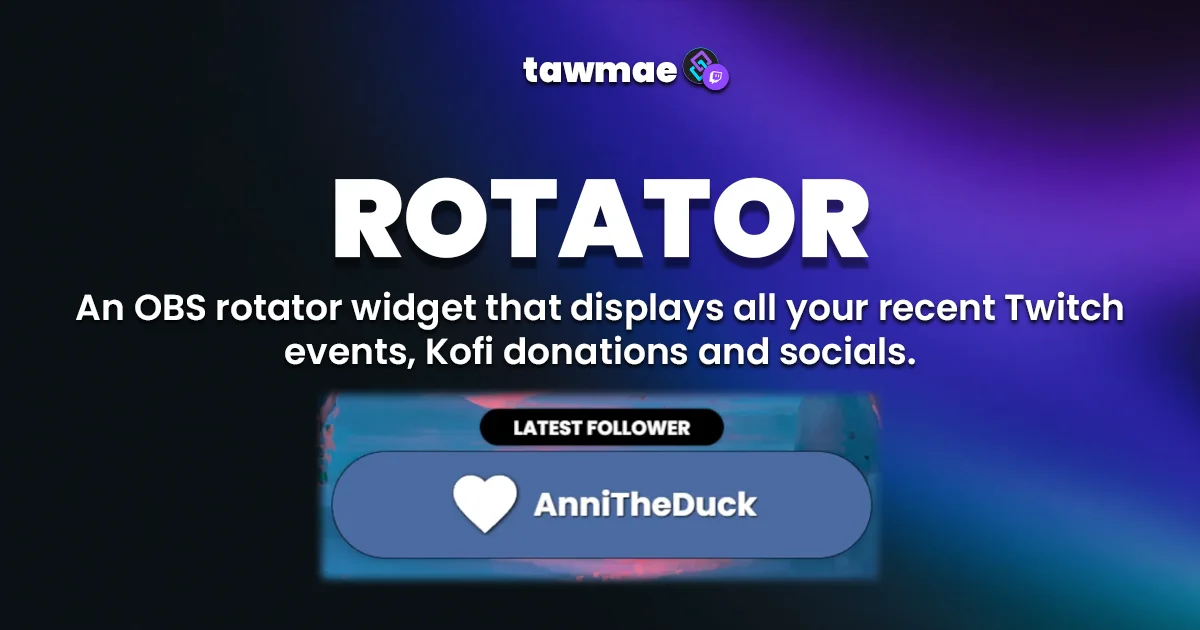 tawmae
ROTATOR
An OBS rotator widget that displays all your recent Twitch
events, Kofi donations and socials.
LATEST FOLLOWER
AnniTheDuck